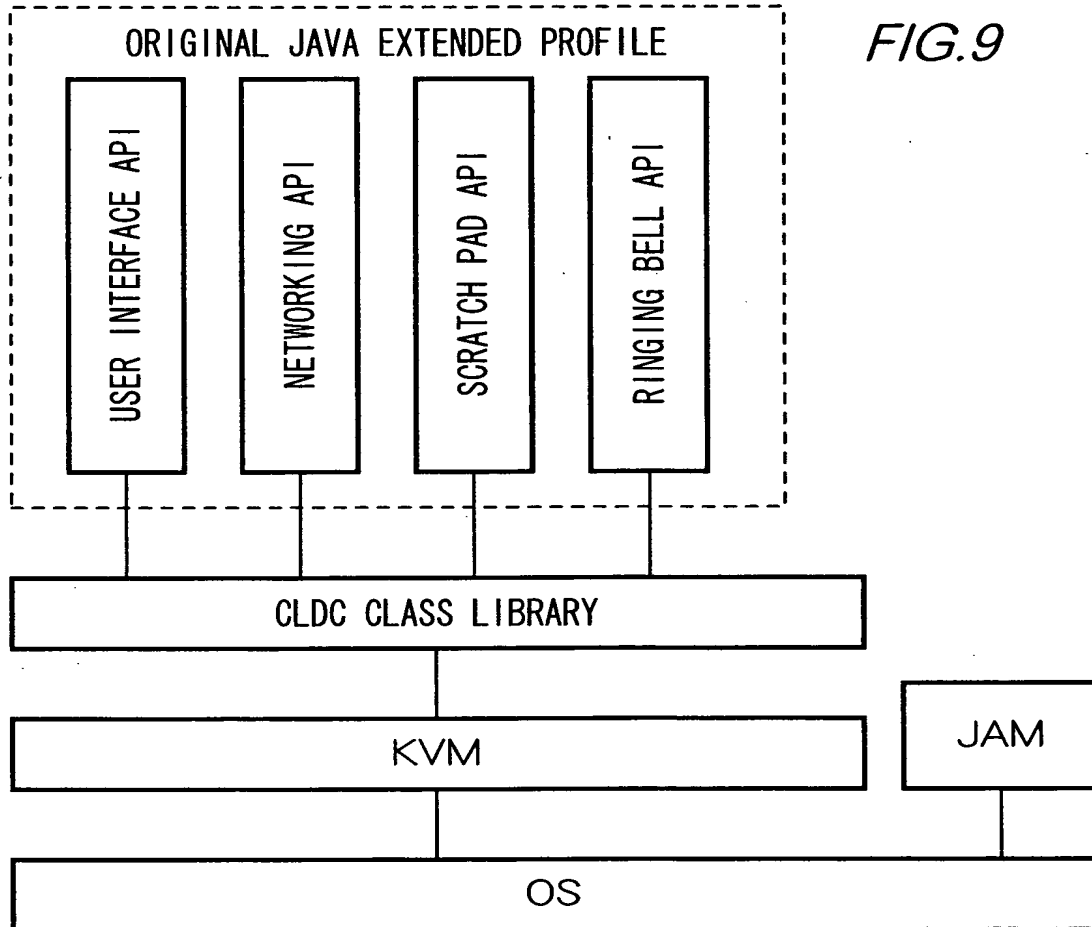 FIG.9
ORIGINAL JAVA EXTENDED PROFILE
USER INTERFACE API
NETWORKING API
SCRATCH PAD API
RINGING BELL API
CLDC CLASS LIBRARY
KVM
JAM
OS